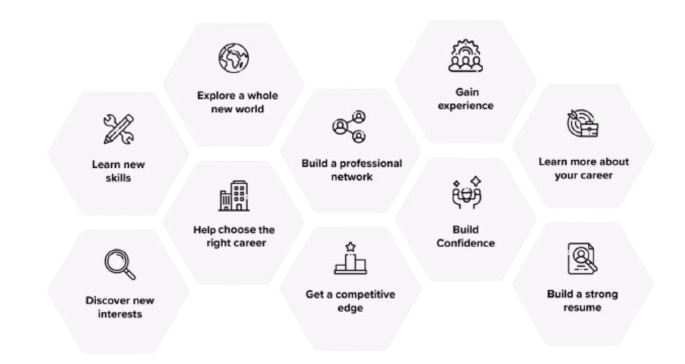 Explore a whole
new world
Gain
experience
Learn new
skills
Build a professional
network
Learn more about
your career
Help choose the
right career
Build
Confidence
Discover new
interests
Get a competitive
edge
Build a strong
resume